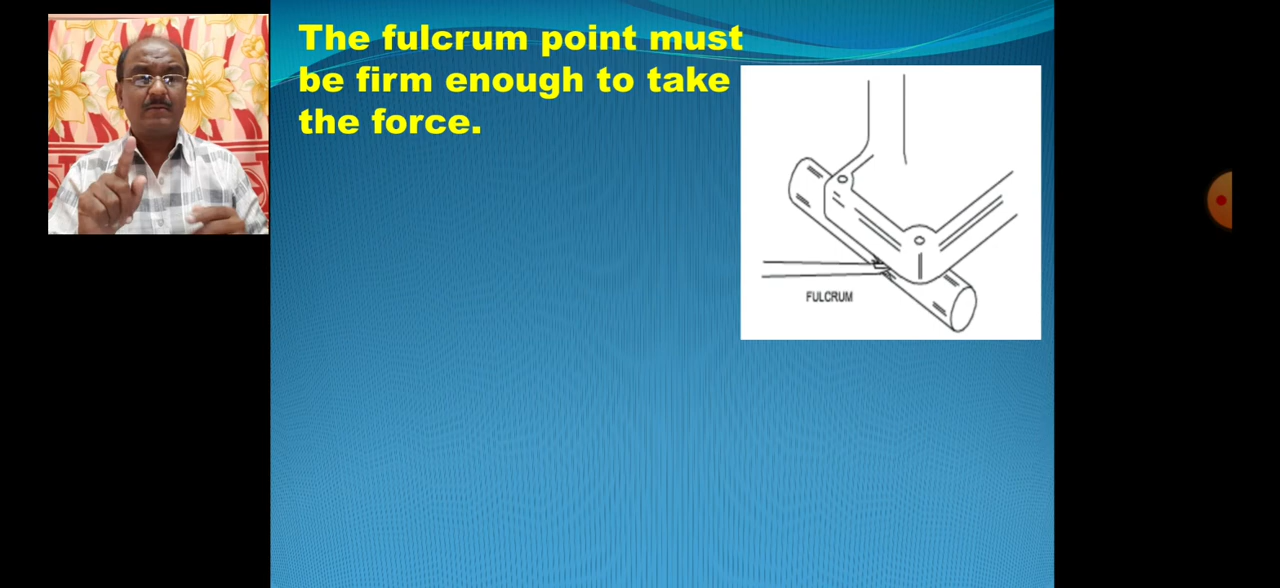 The fulcrum point must
be firm enough to take
the force.
FULCRUM